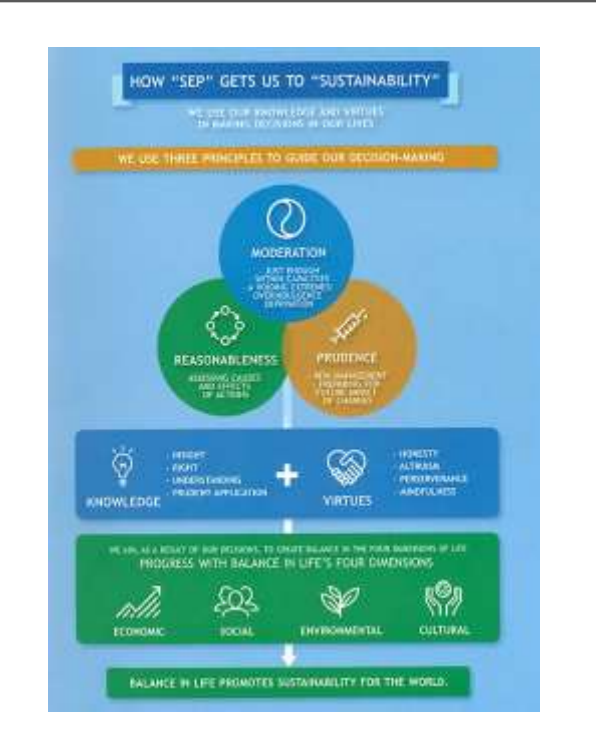 HOW "SEP" GETS US TO "SUSTAINABILITY"
WE USE OUR KNOWLEDGE AND VIRTUES
IN MAKING DECISIONS IN OUR LIVES
WE USE THREE PRINCIPLES TO GUIDE OUR DECISION-MAKING
MODERATION
JUST ENOUGH
WITHIN CAPACITIES
AVOIDING EXTREMES/
OVERINDULGENCE
DEPRIVATION
REASONABLENESS
ASSESSING CAUSES
AND EFFECTS
OF ACTIONS
PRUDENCE
- RISK MANAGEMENT
- PREPARING FOR
FUTURE IMPACT
OF CHANGES
KNOWLEDGE
- INSIGHT
- RIGHT
- UNDERSTANDING
- PRUDENT APPLICATION
+
VIRTUES
- HONESTY
- ALTRUISM
- PERSERVERANCE
- MINDFULNESS
WE AIM, AS A RESULT OF OUR DECISIONS, TO CREATE BALANCE IN THE FOUR DIMENSIONS OF LIFE
PROGRESS WITH BALANCE IN LIFE'S FOUR DIMENSIONS
ECONOMIC
SOCIAL
ENVIRONMENTAL
CULTURAL
BALANCE IN LIFE PROMOTES SUSTAINABILITY FOR THE WORLD.